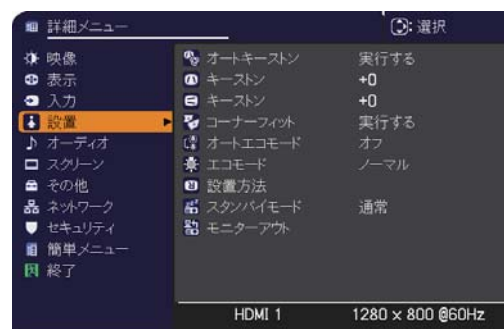 詳細メニュー
:選択
映像
表示
入力
設置
オーディオ
スクリーン
その他
ネットワーク
セキュリティ
簡単メニュー
終了
オートキーストン 実行する
キーストン +0
キーストン +0
コーナーフィット 実行する
オートエコモード オフ
エコモード ノーマル
設置方法
スタンバイモード 通常
モニターアウト
HDMI 1 1280 x 800 @60Hz